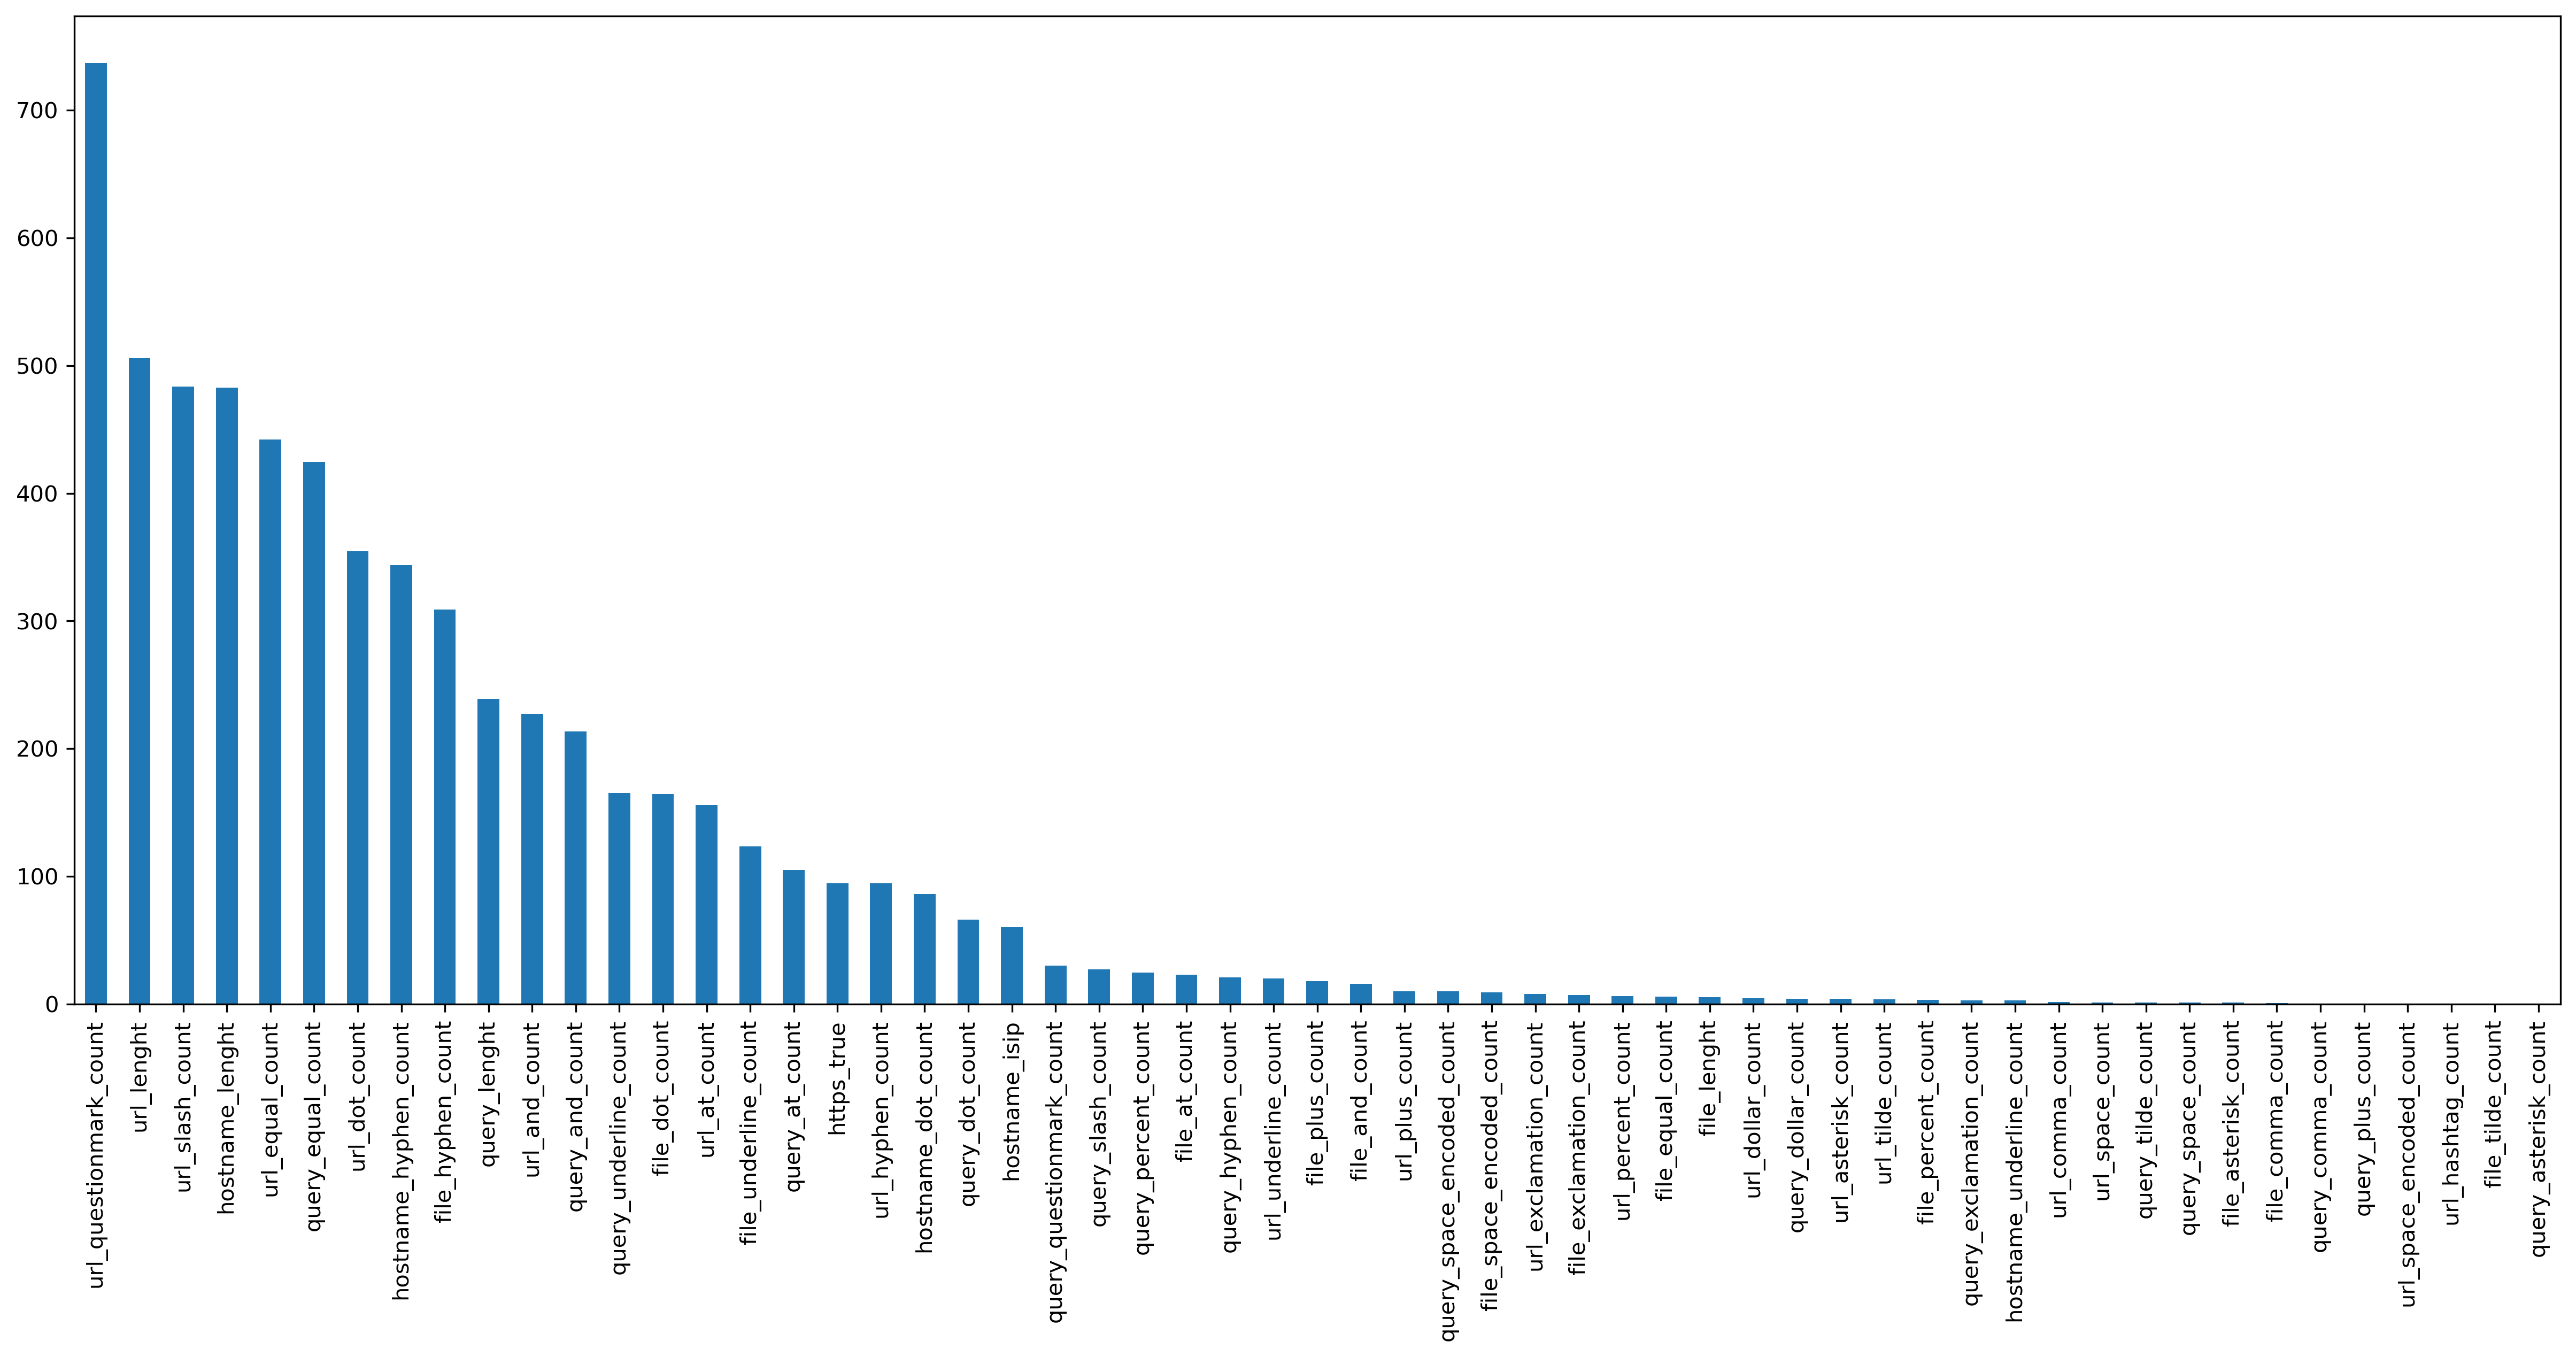 700
600
500
400
300
200
100
0
url_questionmark_count
url_lenght
url_slash_count
hostname_lenght
url_equal_count
query_equal_count
url_dot_count
hostname_hyphen_count
file_hyphen_count
query_lenght
url_and_count
query_and_count
query_underline_count
file_dot_count
url_at_count
file_underline_count
query_at_count
https_true
url_hyphen_count
hostname_dot_count
query_dot_count
hostname_isip
query_questionmark_count
query_slash_count
query_percent_count
file_at_count
query_hyphen_count
url_underline_count
file_plus_count
file_and_count
url_plus_count
query_space_encoded_count
file_space_encoded_count
url_exclamation_count
file_exclamation_count
url_percent_count
file_equal_count
file_lenght
url_dollar_count
query_dollar_count
url_asterisk_count
url_tilde_count
file_percent_count
query_exclamation_count
hostname_underline_count
url_comma_count
url_space_count
query_tilde_count
query_space_count
file_asterisk_count
file_comma_count
query_comma_count
query_plus_count
url_space_encoded_count
url_hashtag_count
file_tilde_count
query_asterisk_count